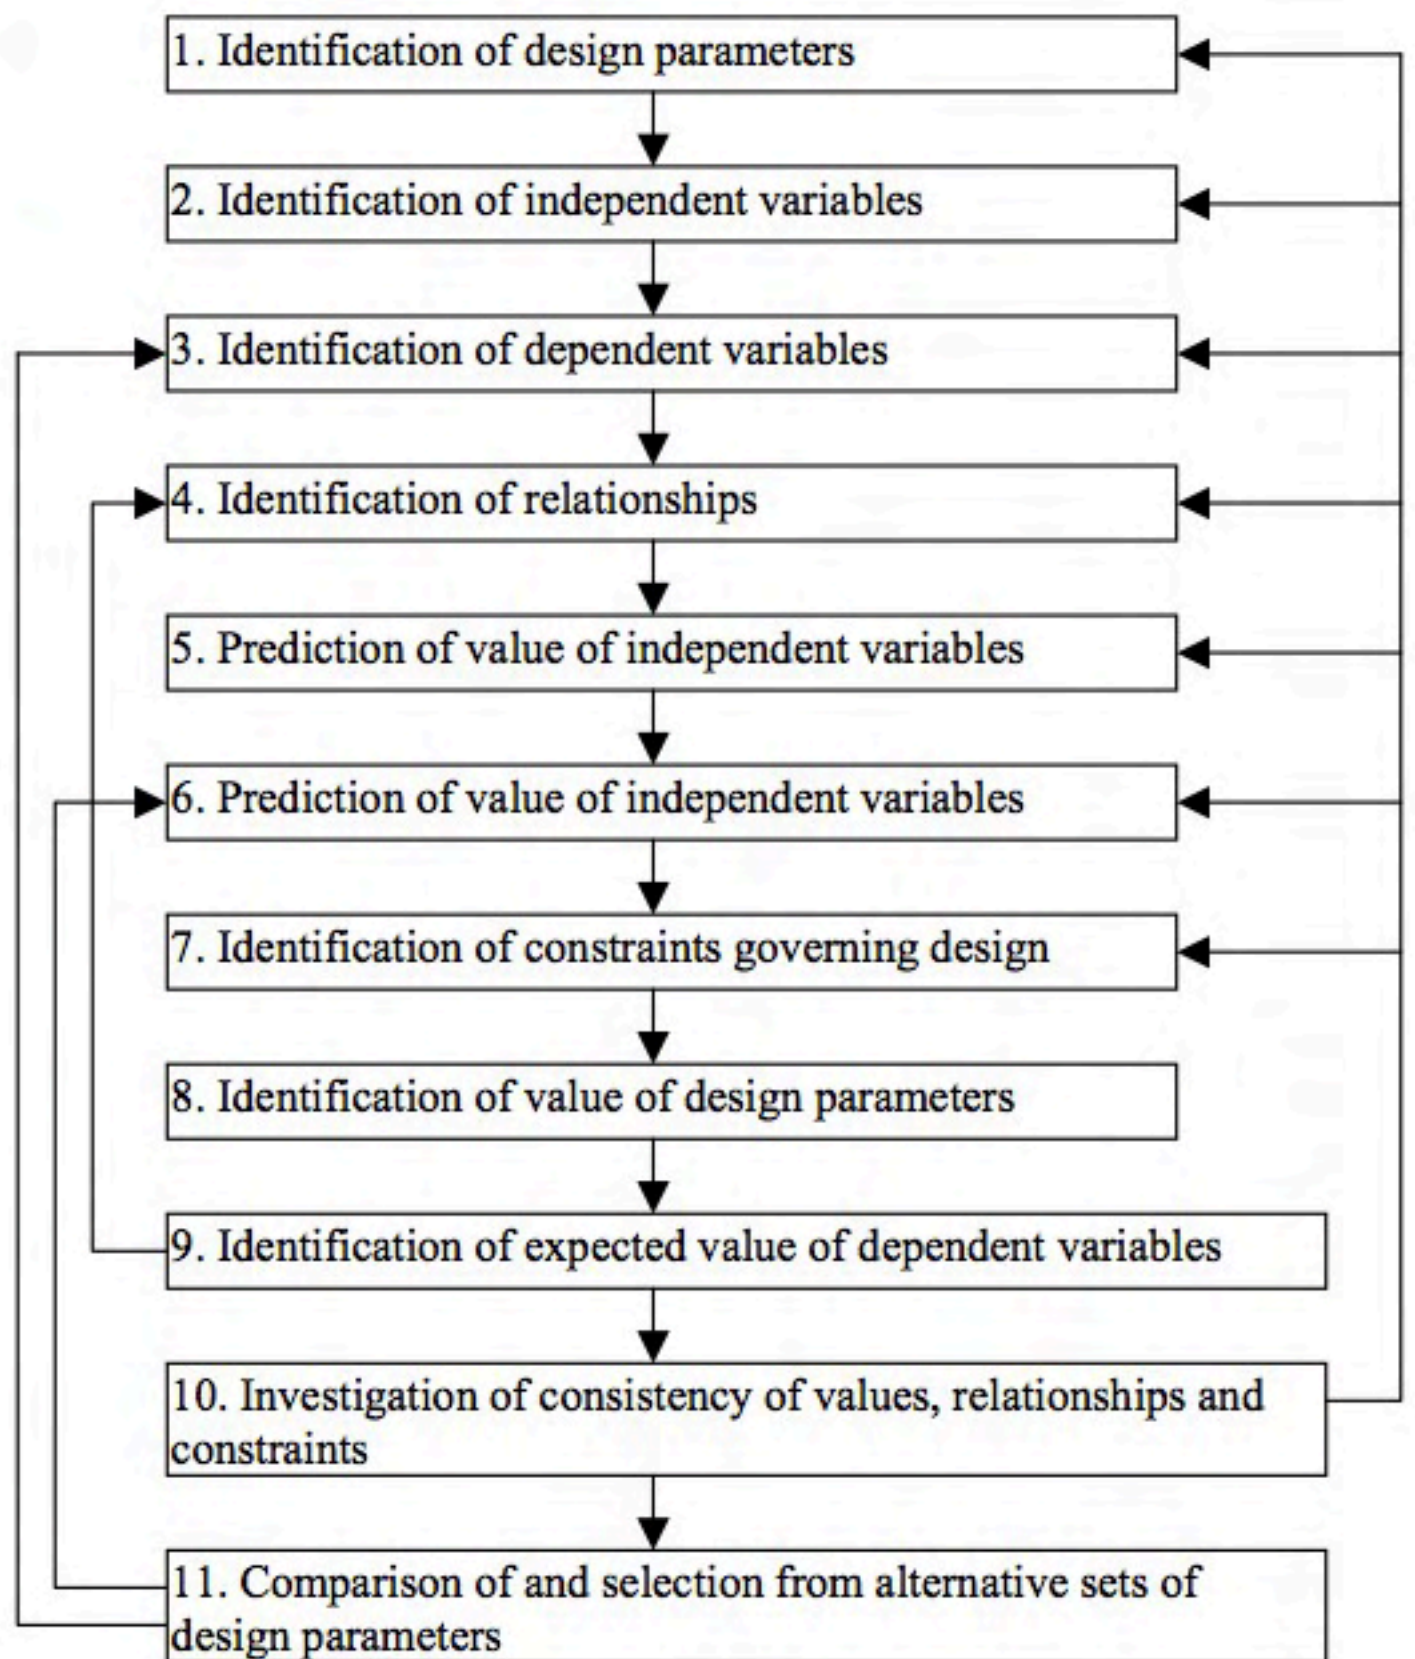 1. Identification of design parameters
2. Identification of independent variables
3. Identification of dependent variables
4. Identification of relationships
5. Prediction of value of independent variables
6. Prediction of value of independent variables
7. Identification of constraints governing design
8. Identification of value of design parameters
9. Identification of expected value of dependent variables
10. Investigation of consistency of values, relationships and
constraints
11. Comparison of and selection from alternative sets of
design parameters